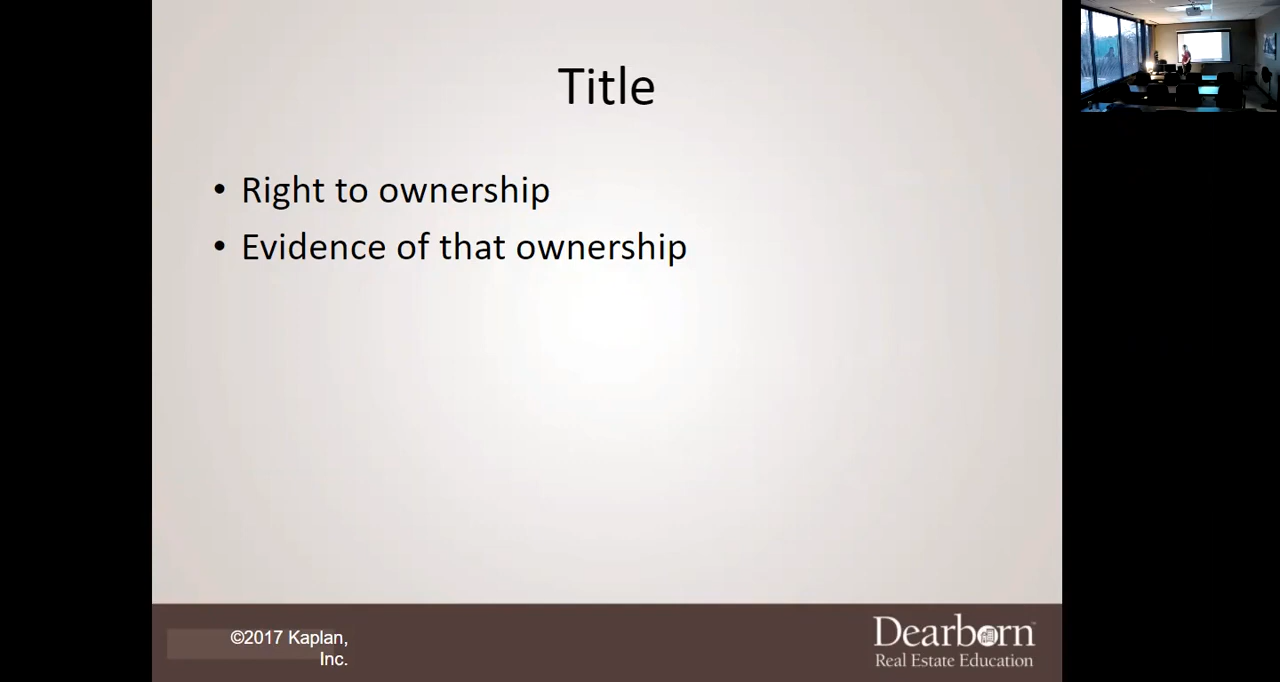 Title
• Right to ownership
• Evidence of that ownership
©2017 Kaplan,
Inc.
Dearborn
Real Estate Education